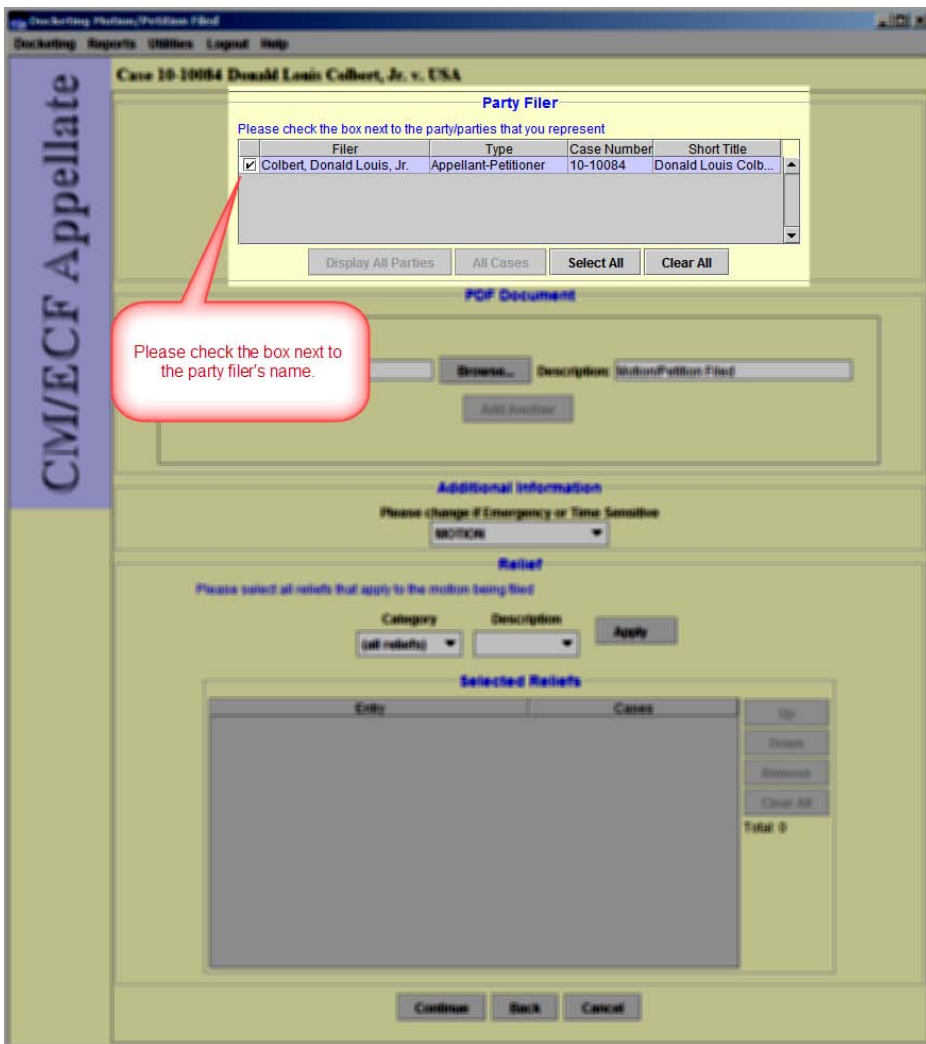 Docketing Motion/Petition Filed
Docketing Reports Utilities Logout Help
CM/ECF Appellate
Case 10-10084 Donald Louis Colbert, Jr. v. USA
Party Filer
Please check the box next to the party/parties that you represent
Filer Type Case Number Short Title
Colbert, Donald Louis, Jr. Appellant-Petitioner 10-10084 Donald Louis Colb...
Display All Parties All Cases Select All Clear All
PDF Document
Please check the box next to
the party filer's name.
Browse... Description: Motion/Petition Filed
Add Another
Additional Information
Please change if Emergency or Time Sensitive
MOTION
Relief
Please select all reliefs that apply to the motion being filed
Category Description
(all reliefs) Apply
Selected Reliefs
Entry Cases
Up
Down
Remove
Clear All
Total: 0
Continue Back Cancel